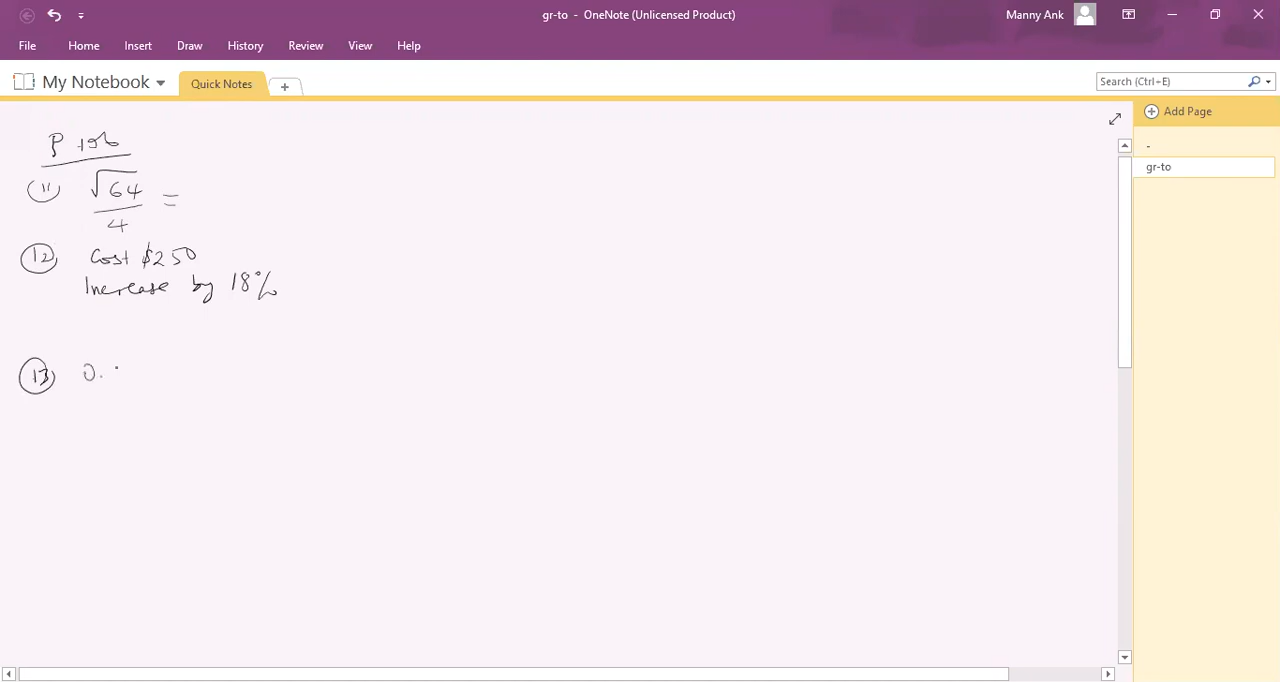 gr-to - OneNote (Unlicensed Product)
Manny Ank
File Home Insert Draw History Review View Help
My Notebook
Quick Notes
+
Search (Ctrl+E)
Add Page
-
gr-to
P 196
11 √64
4
=
12 Cost $250
Increase by 18%
13 0.